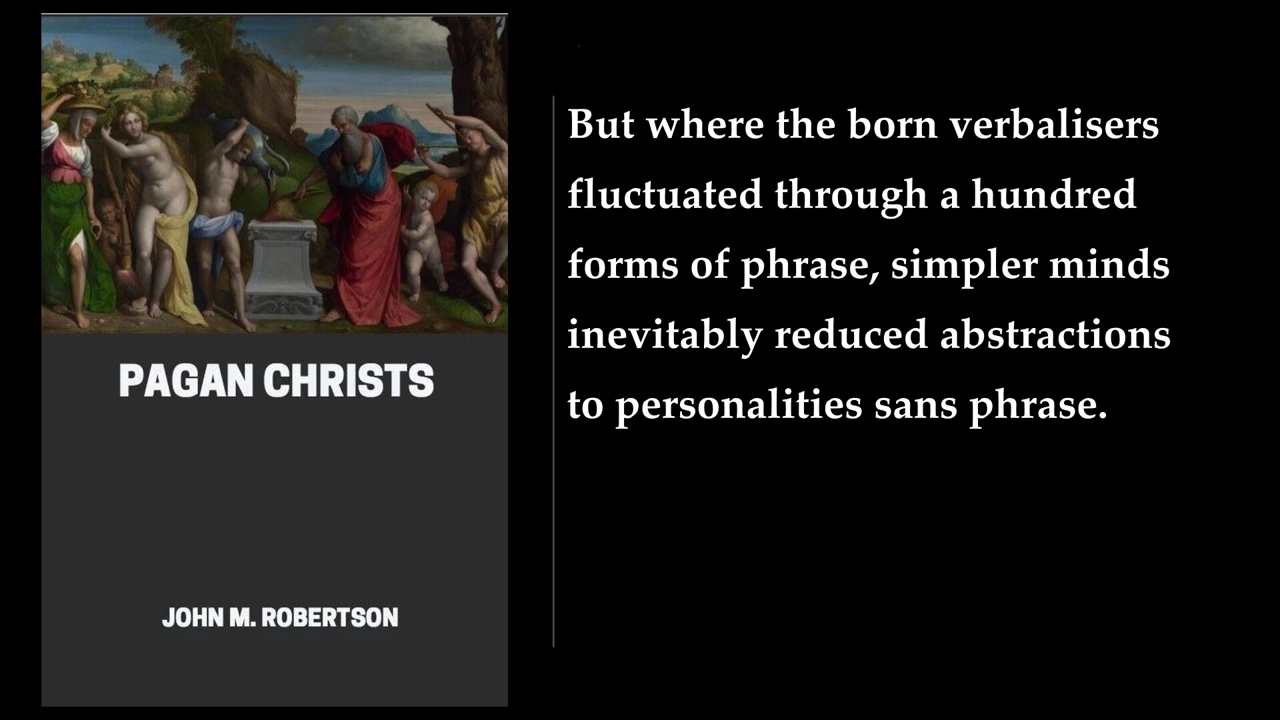 PAGAN CHRISTS
JOHN M. ROBERTSON
But where the born verbalisers
fluctuated through a hundred
forms of phrase, simpler minds
inevitably reduced abstractions
to personalities sans phrase.